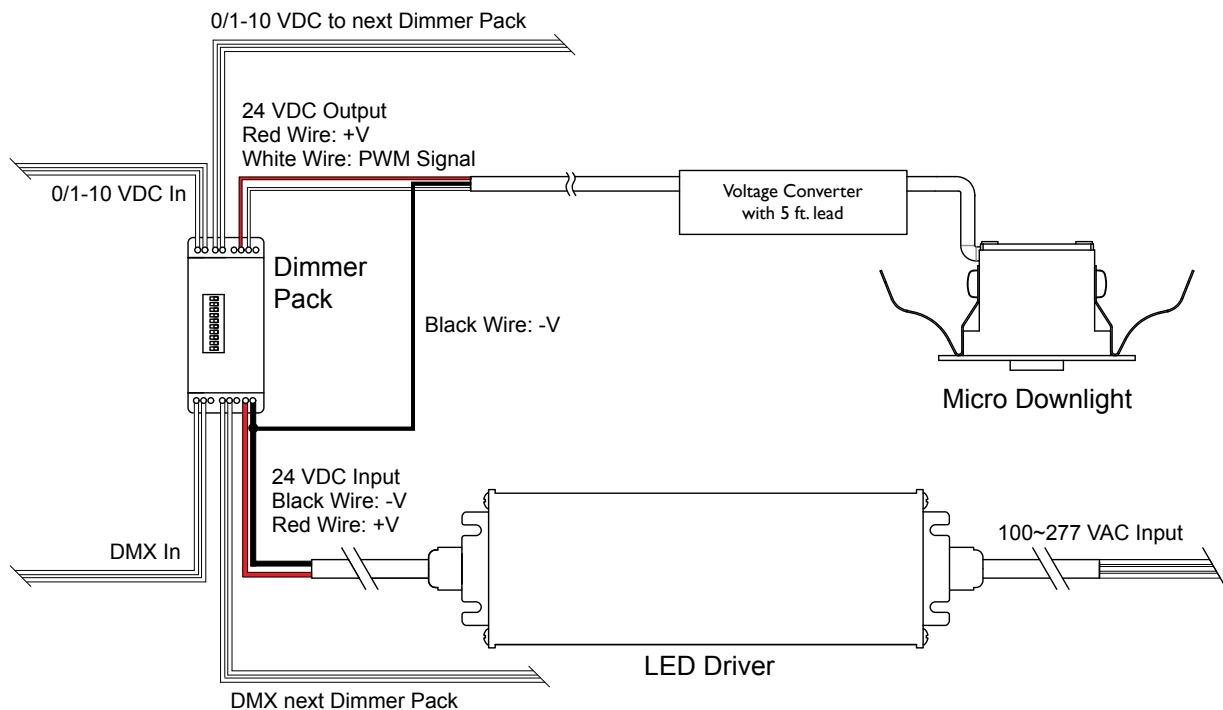 0/1-10 VDC to next Dimmer Pack
24 VDC Output
Red Wire: +V
White Wire: PWM Signal
0/1-10 VDC In
Voltage Converter
with 5 ft. lead
Dimmer
Pack
Black Wire: -V
Micro Downlight
24 VDC Input
Black Wire: -V
Red Wire: +V
100~277 VAC Input
DMX In
LED Driver
DMX next Dimmer Pack